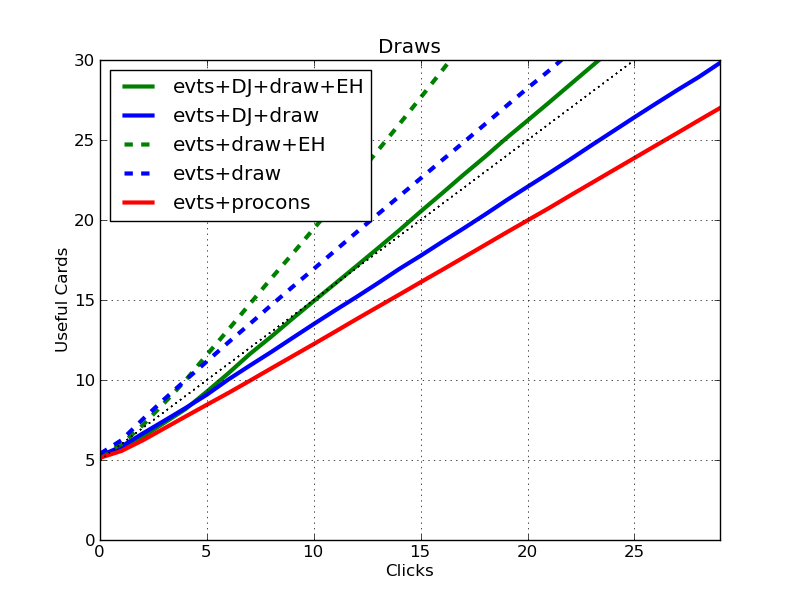 Draws
30
25
20
15
10
5
0
Useful Cards
evts+DJ+draw+EH
evts+DJ+draw
evts+draw+EH
evts+draw
evts+procons
0 5 10 15 20 25
Clicks